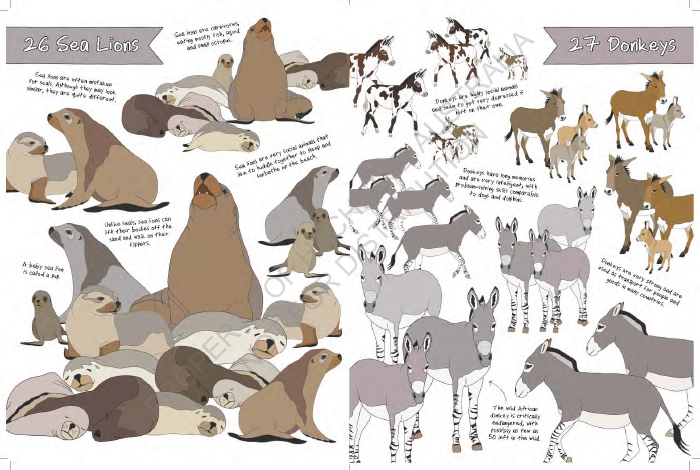 26 Sea Lions
Sea lions are carnivores,
eating mostly fish, squid
and small octopus.
Sea lions are often mistaken
for seals. Although they may look
similar, they are quite different.
Sea lions are very social animals that
like to huddle together to sleep and
sunbathe on the beach.
Unlike seals, sea lions can
lift their bodies off the
sand and walk on their
flippers.
A baby sea lion
is called a pup.
27 Donkeys
Donkeys are highly social animals
and seem to get very depressed if
left on their own.
Donkeys have long memories
and are very intelligent, with
problem-solving skills comparable
to dogs and dolphins.
Donkeys are very strong and are
used as transport for people and
goods in many countries.
The wild African
donkey is critically
endangered, with
possibly as few as
50 left in the wild.